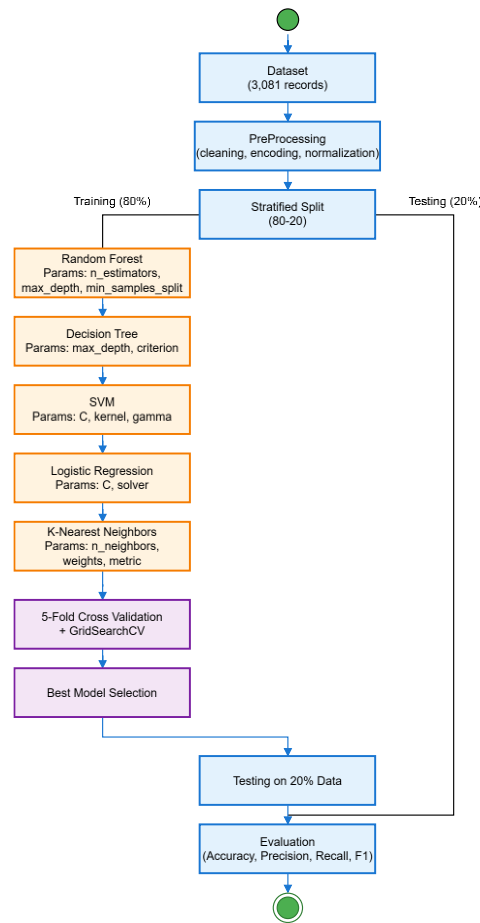 Dataset
(3,081 records)
PreProcessing
(cleaning, encoding, normalization)
Training (80%)
Stratified Split
(80-20)
Testing (20%)
Random Forest
Params: n_estimators,
max_depth, min_samples_split
Decision Tree
Params: max_depth, criterion
SVM
Params: C, kernel, gamma
Logistic Regression
Params: C, solver
K-Nearest Neighbors
Params: n_neighbors,
weights, metric
5-Fold Cross Validation
+ GridSearchCV
Best Model Selection
Testing on 20% Data
Evaluation
(Accuracy, Precision, Recall, F1)